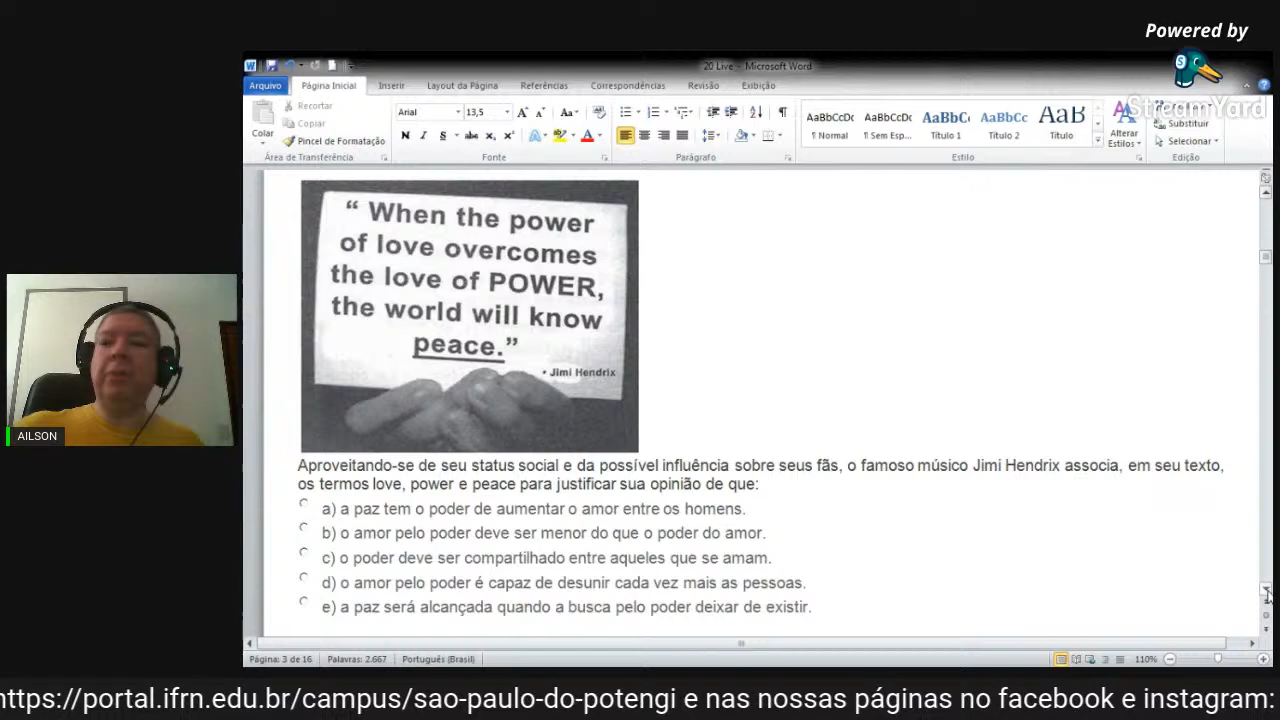 Powered by
StreamYard
20 Live - Microsoft Word
Arquivo Página Inicial Inserir Layout da Página Referências Correspondências Revisão Exibição
Colar
Recortar
Copiar
Pincel de Formatação
Área de Transferência
Arial 13,5
Fonte
Parágrafo
AaBbCcDc AaBbCcDc AaBbC AaBbCc AaB
¶ Normal ¶ Sem Esp... Título 1 Título 2 Título
Alterar
Estilos
Estilo
Substituir
Selecionar
Edição
“ When the power
of love overcomes
the love of POWER,
the world will know
peace.”
• Jimi Hendrix
Aproveitando-se de seu status social e da possível influência sobre seus fãs, o famoso músico Jimi Hendrix associa, em seu texto,
os termos love, power e peace para justificar sua opinião de que:
a) a paz tem o poder de aumentar o amor entre os homens.
b) o amor pelo poder deve ser menor do que o poder do amor.
c) o poder deve ser compartilhado entre aqueles que se amam.
d) o amor pelo poder é capaz de desunir cada vez mais as pessoas.
e) a paz será alcançada quando a busca pelo poder deixar de existir.
AILSON
Página: 3 de 16 Palavras: 2.667 Português (Brasil) 110%
https://portal.ifrn.edu.br/campus/sao-paulo-do-potengi e nas nossas páginas no facebook e instagram: